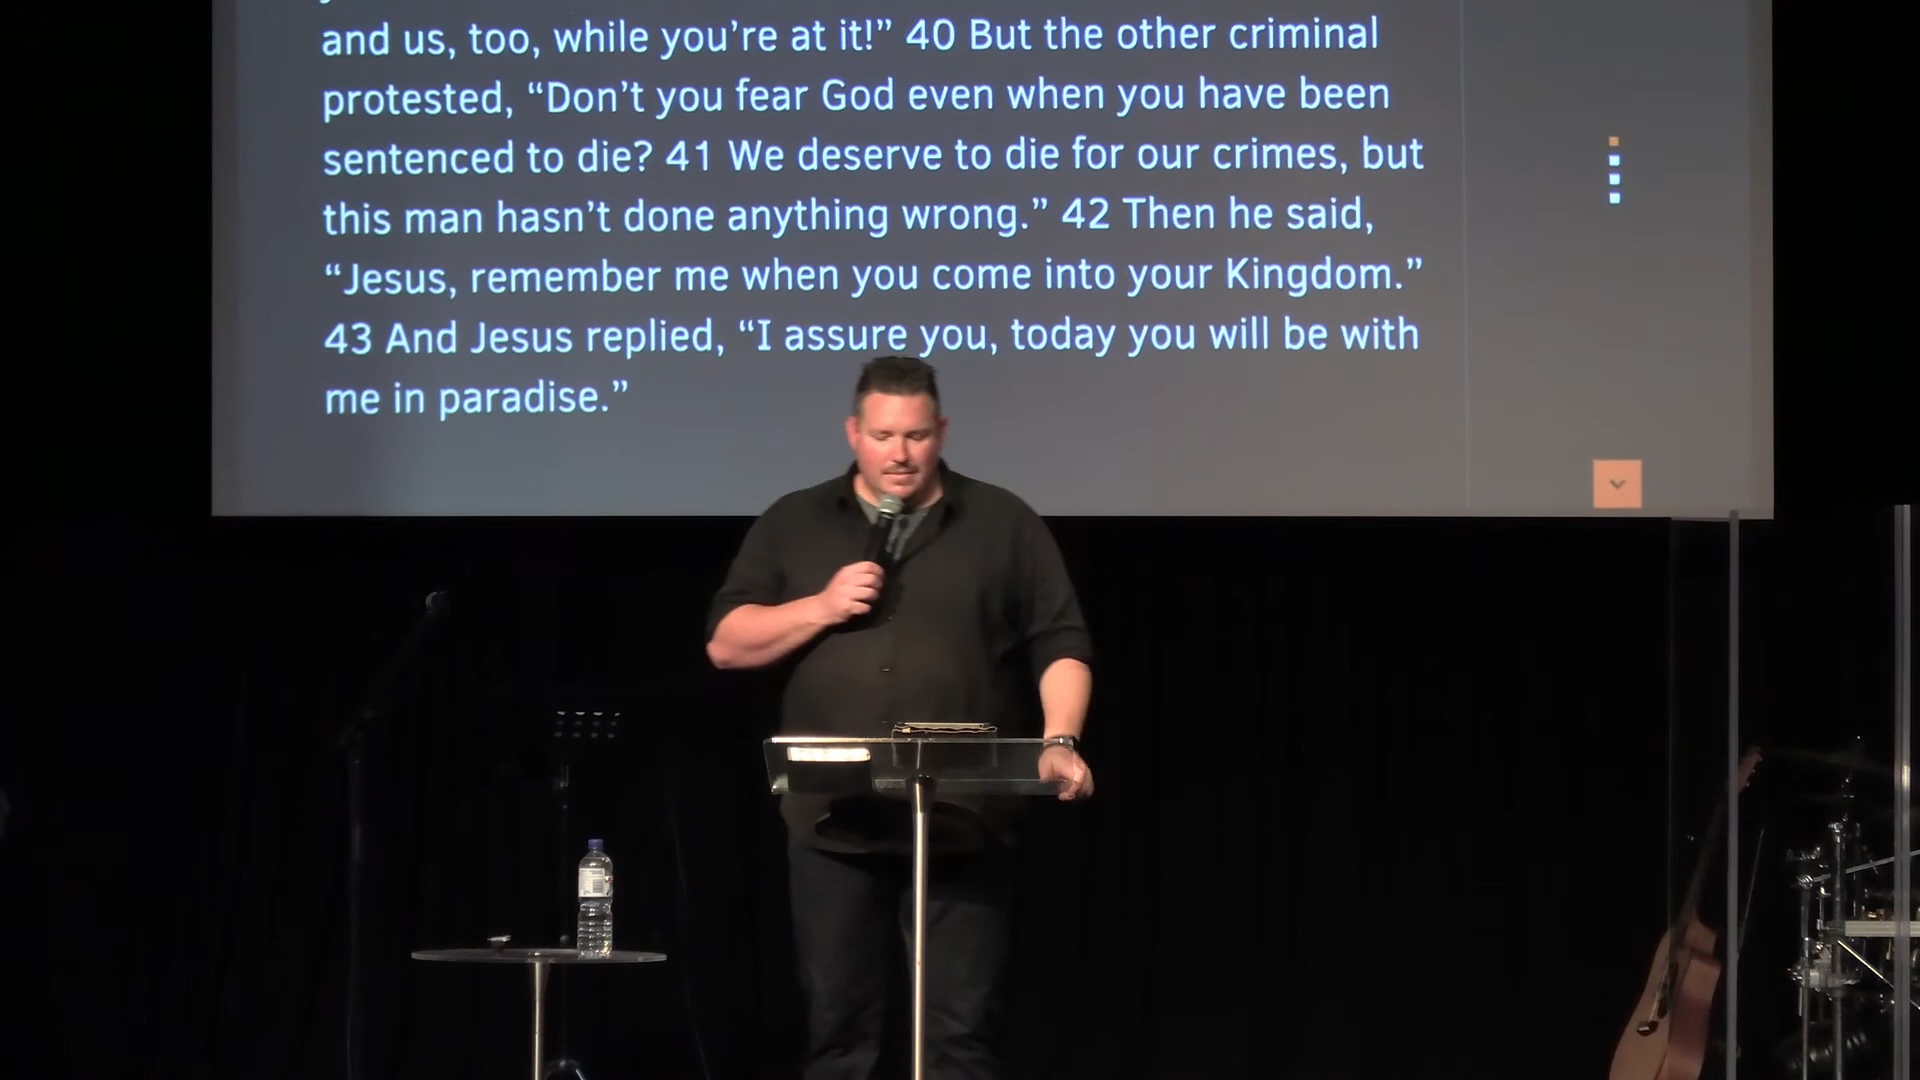 and us, too, while you’re at it!” 40 But the other criminal
protested, “Don’t you fear God even when you have been
sentenced to die? 41 We deserve to die for our crimes, but
this man hasn’t done anything wrong.” 42 Then he said,
“Jesus, remember me when you come into your Kingdom.”
43 And Jesus replied, “I assure you, today you will be with
me in paradise.”